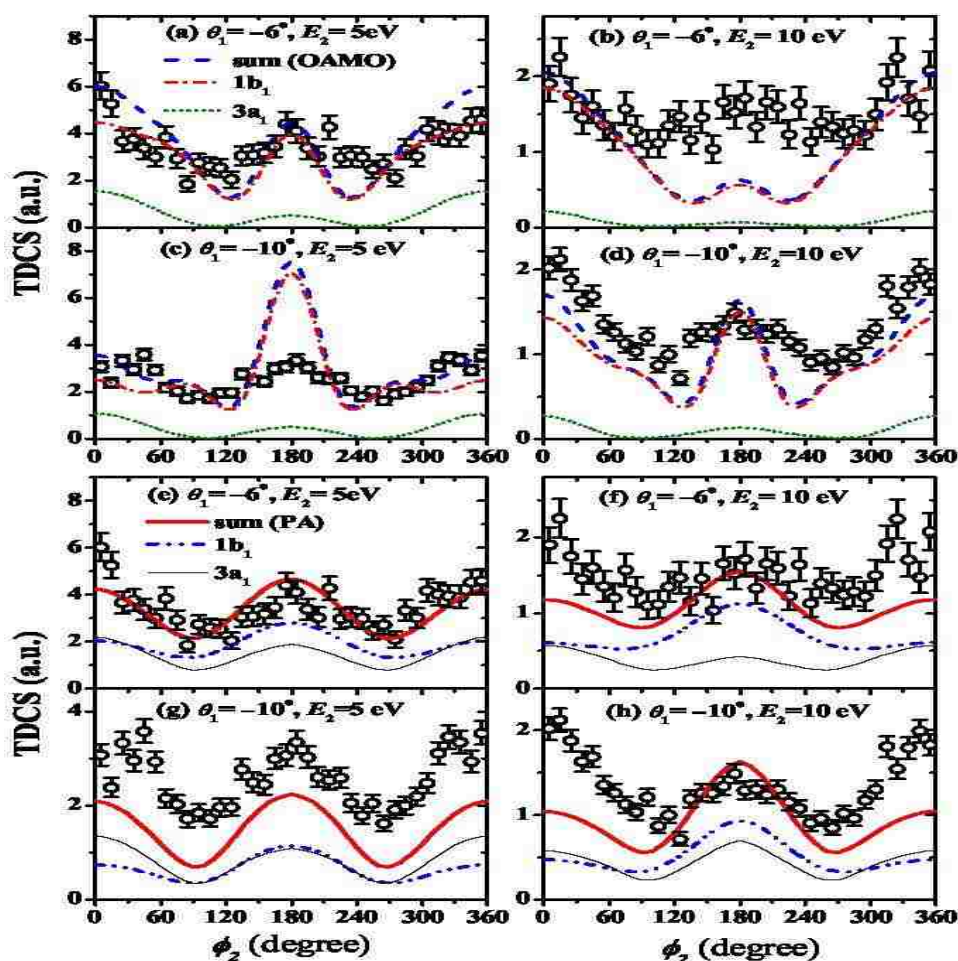 (a) θ₁= −6°, E₂= 5eV
sum (OAMO)
1b₁
3a₁
(b) θ₁= −6°, E₂= 10 eV
8
6
4
2
0
2
1
0
(c) θ₁= −10°, E₂=5 eV
(d) θ₁= −10°, E₂=10 eV
8
6
4
2
0
2
1
0
TDCS (a.u.)
0 60 120 180 240 300 360
0 60 120 180 240 300 360
(e) θ₁= −6°, E₂= 5eV
sum (PA)
1b₁
3a₁
(f) θ₁= −6°, E₂= 10 eV
8
6
4
2
0
2
1
0
(g) θ₁= −10°, E₂=5 eV
(h) θ₁= −10°, E₂=10 eV
4
2
0
2
1
0
TDCS (a.u.)
0 60 120 180 240 300 360
0 60 120 180 240 300 360
ϕ₂ (degree)
ϕ₂ (degree)